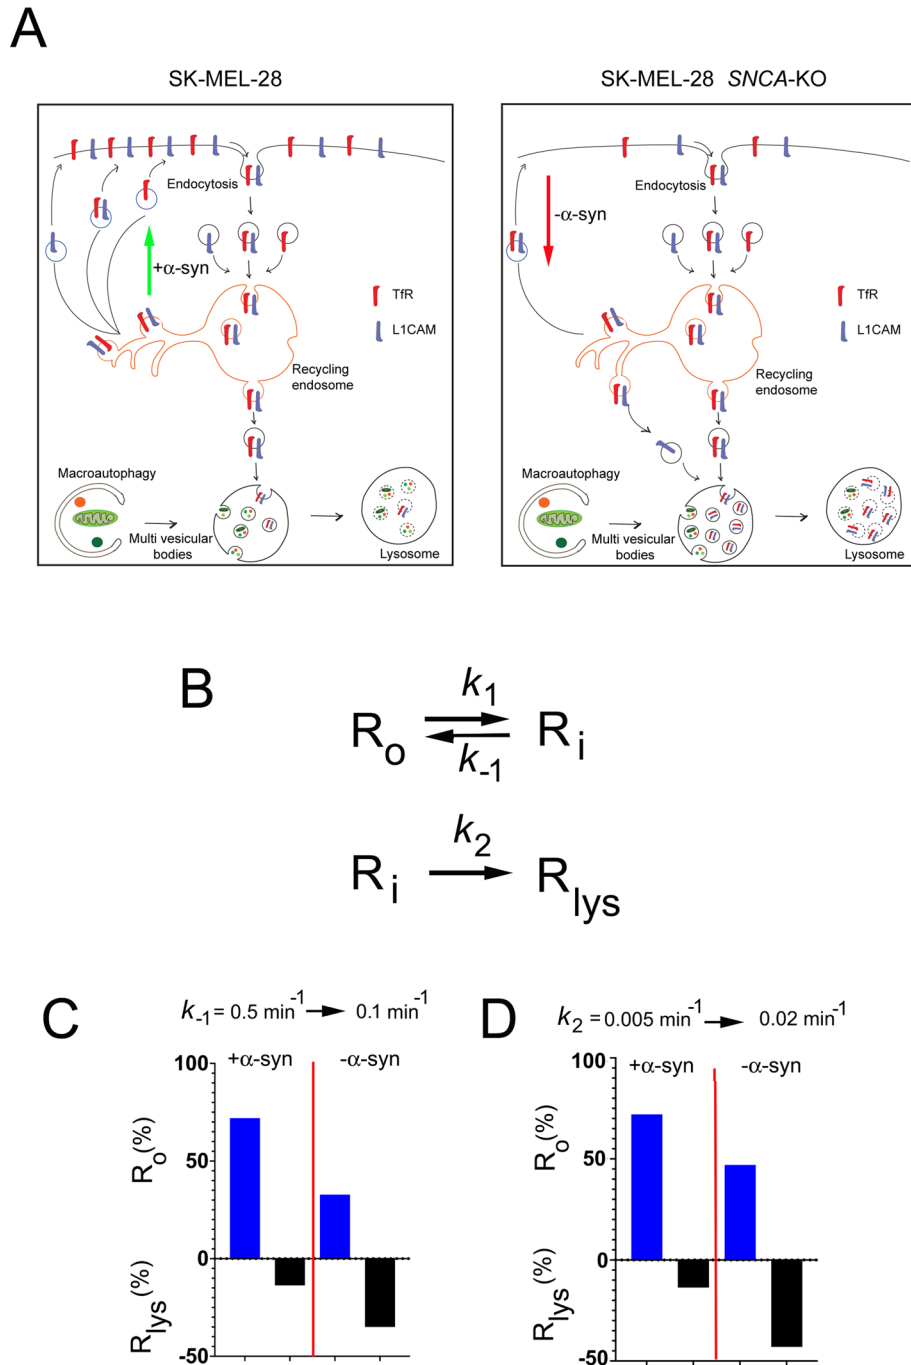 A
SK-MEL-28
SK-MEL-28 SNCA-KO
Endocytosis
+α-syn
TfR
L1CAM
Recycling
endosome
Macroautophagy
Multi vesicular
bodies
Lysosome
Endocytosis
-α-syn
TfR
L1CAM
Recycling
endosome
Macroautophagy
Multi vesicular
bodies
Lysosome
B
k1
Ro Ri
k-1
k2
Ri Rlys
C
k-1 = 0.5 min-1 0.1 min-1
+α-syn -α-syn
100
50
0
-50
Ro(%)
Rlys(%)
D
k2 = 0.005 min-1 0.02 min-1
+α-syn -α-syn
100
50
0
-50
Ro(%)
Rlys(%)